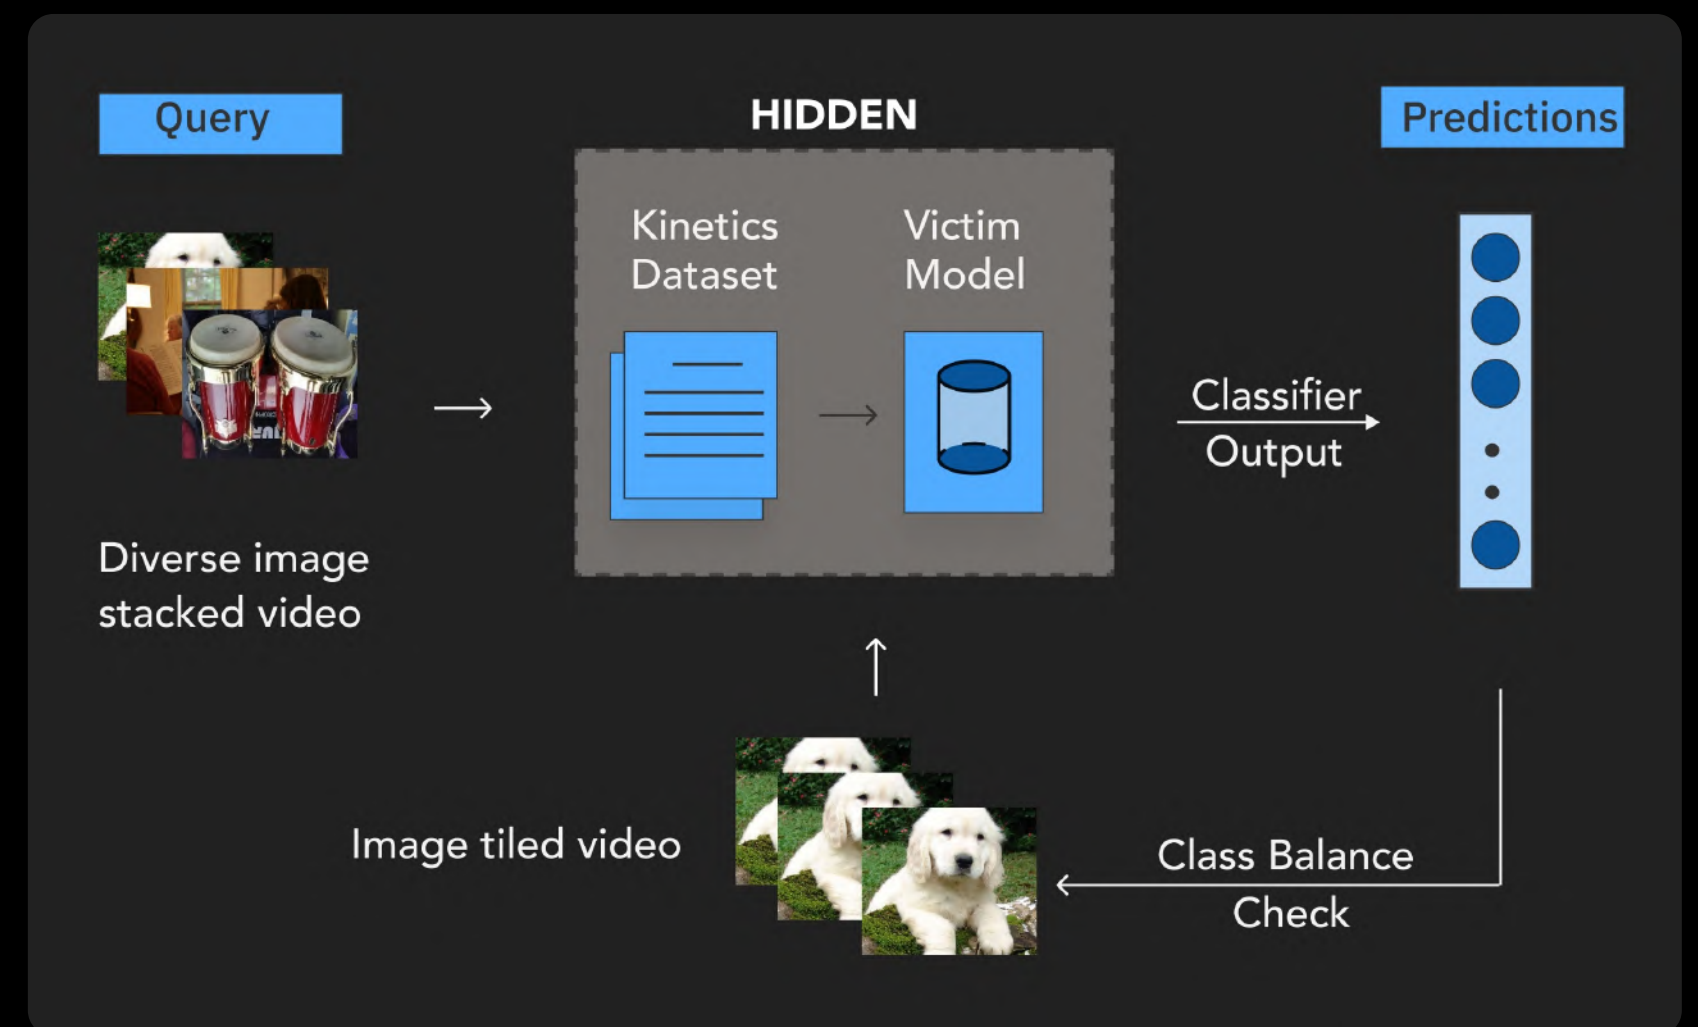 Query
HIDDEN
Predictions
Kinetics
Dataset
Victim
Model
Classifier
Output
Diverse image
stacked video
Image tiled video
Class Balance
Check